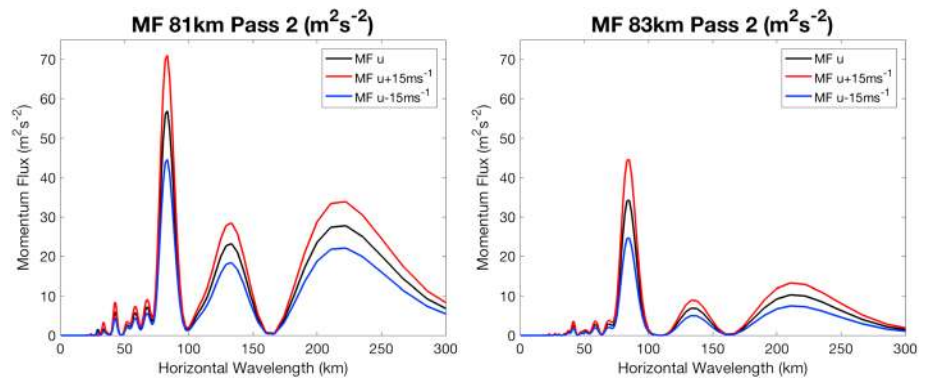 MF 81km Pass 2 (m²s⁻²)
MF u
MF u+15ms⁻¹
MF u-15ms⁻¹
Momentum Flux (m²s⁻²)
70
60
50
40
30
20
10
0
0 50 100 150 200 250 300
Horizontal Wavelength (km)
MF 83km Pass 2 (m²s⁻²)
MF u
MF u+15ms⁻¹
MF u-15ms⁻¹
Momentum Flux (m²s⁻²)
70
60
50
40
30
20
10
0
0 50 100 150 200 250 300
Horizontal Wavelength (km)